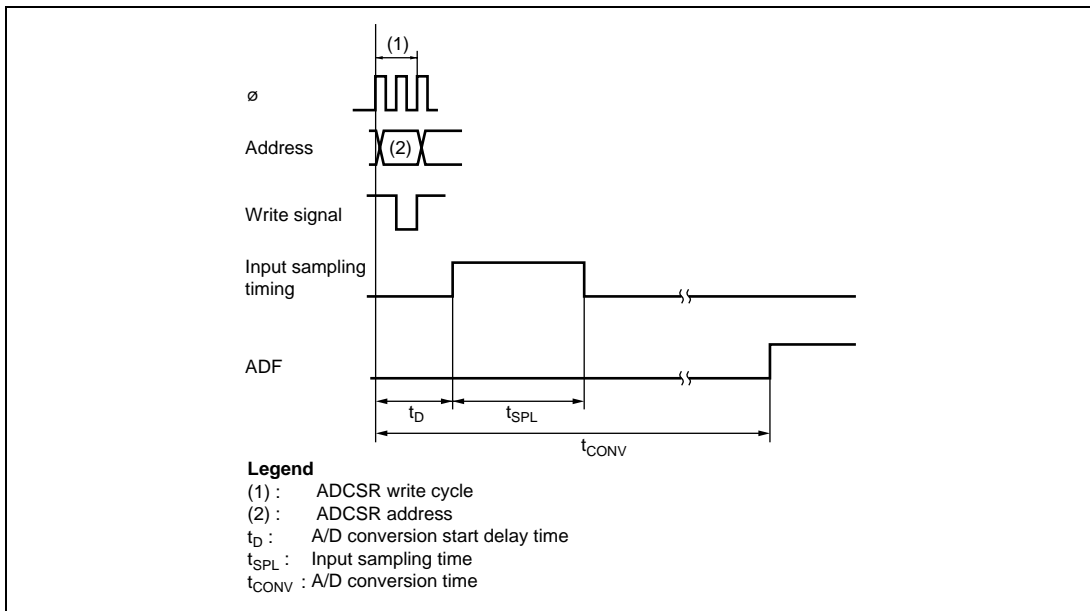 (1)
ø
Address
(2)
Write signal
Input sampling
timing
ADF
tD
tSPL
tCONV
Legend
(1) : ADCSR write cycle
(2) : ADCSR address
tD : A/D conversion start delay time
tSPL : Input sampling time
tCONV : A/D conversion time